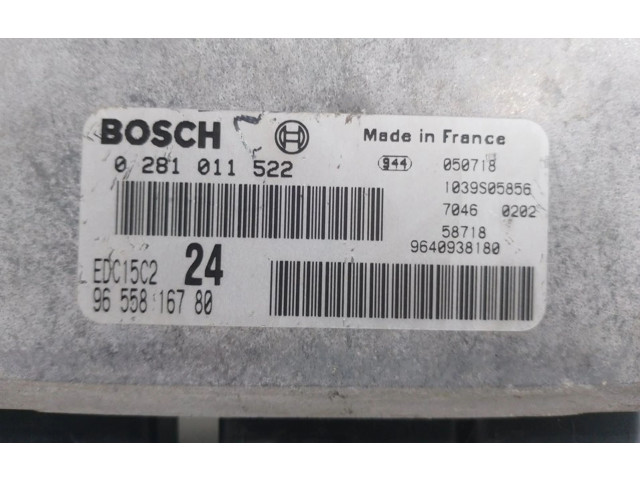 BOSCH
Made in France
0 281 011 522
944 050718
1039S05856
7046 0202
58718
9640938180
EDC15C2 24
96 558 167 80